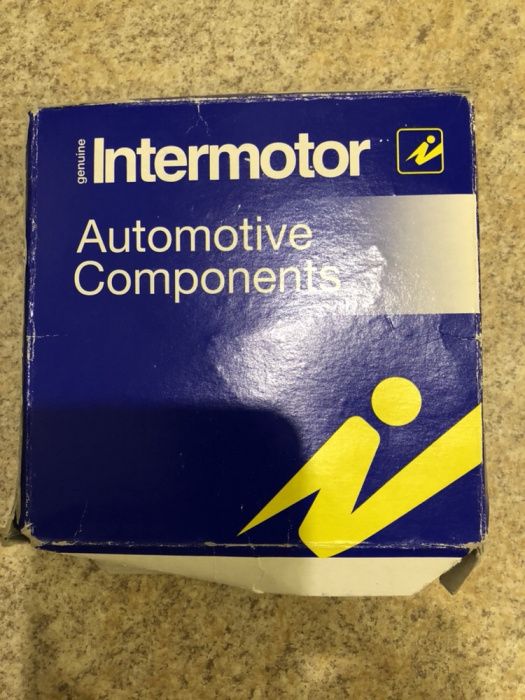 genuine
Intermotor
Automotive
Components